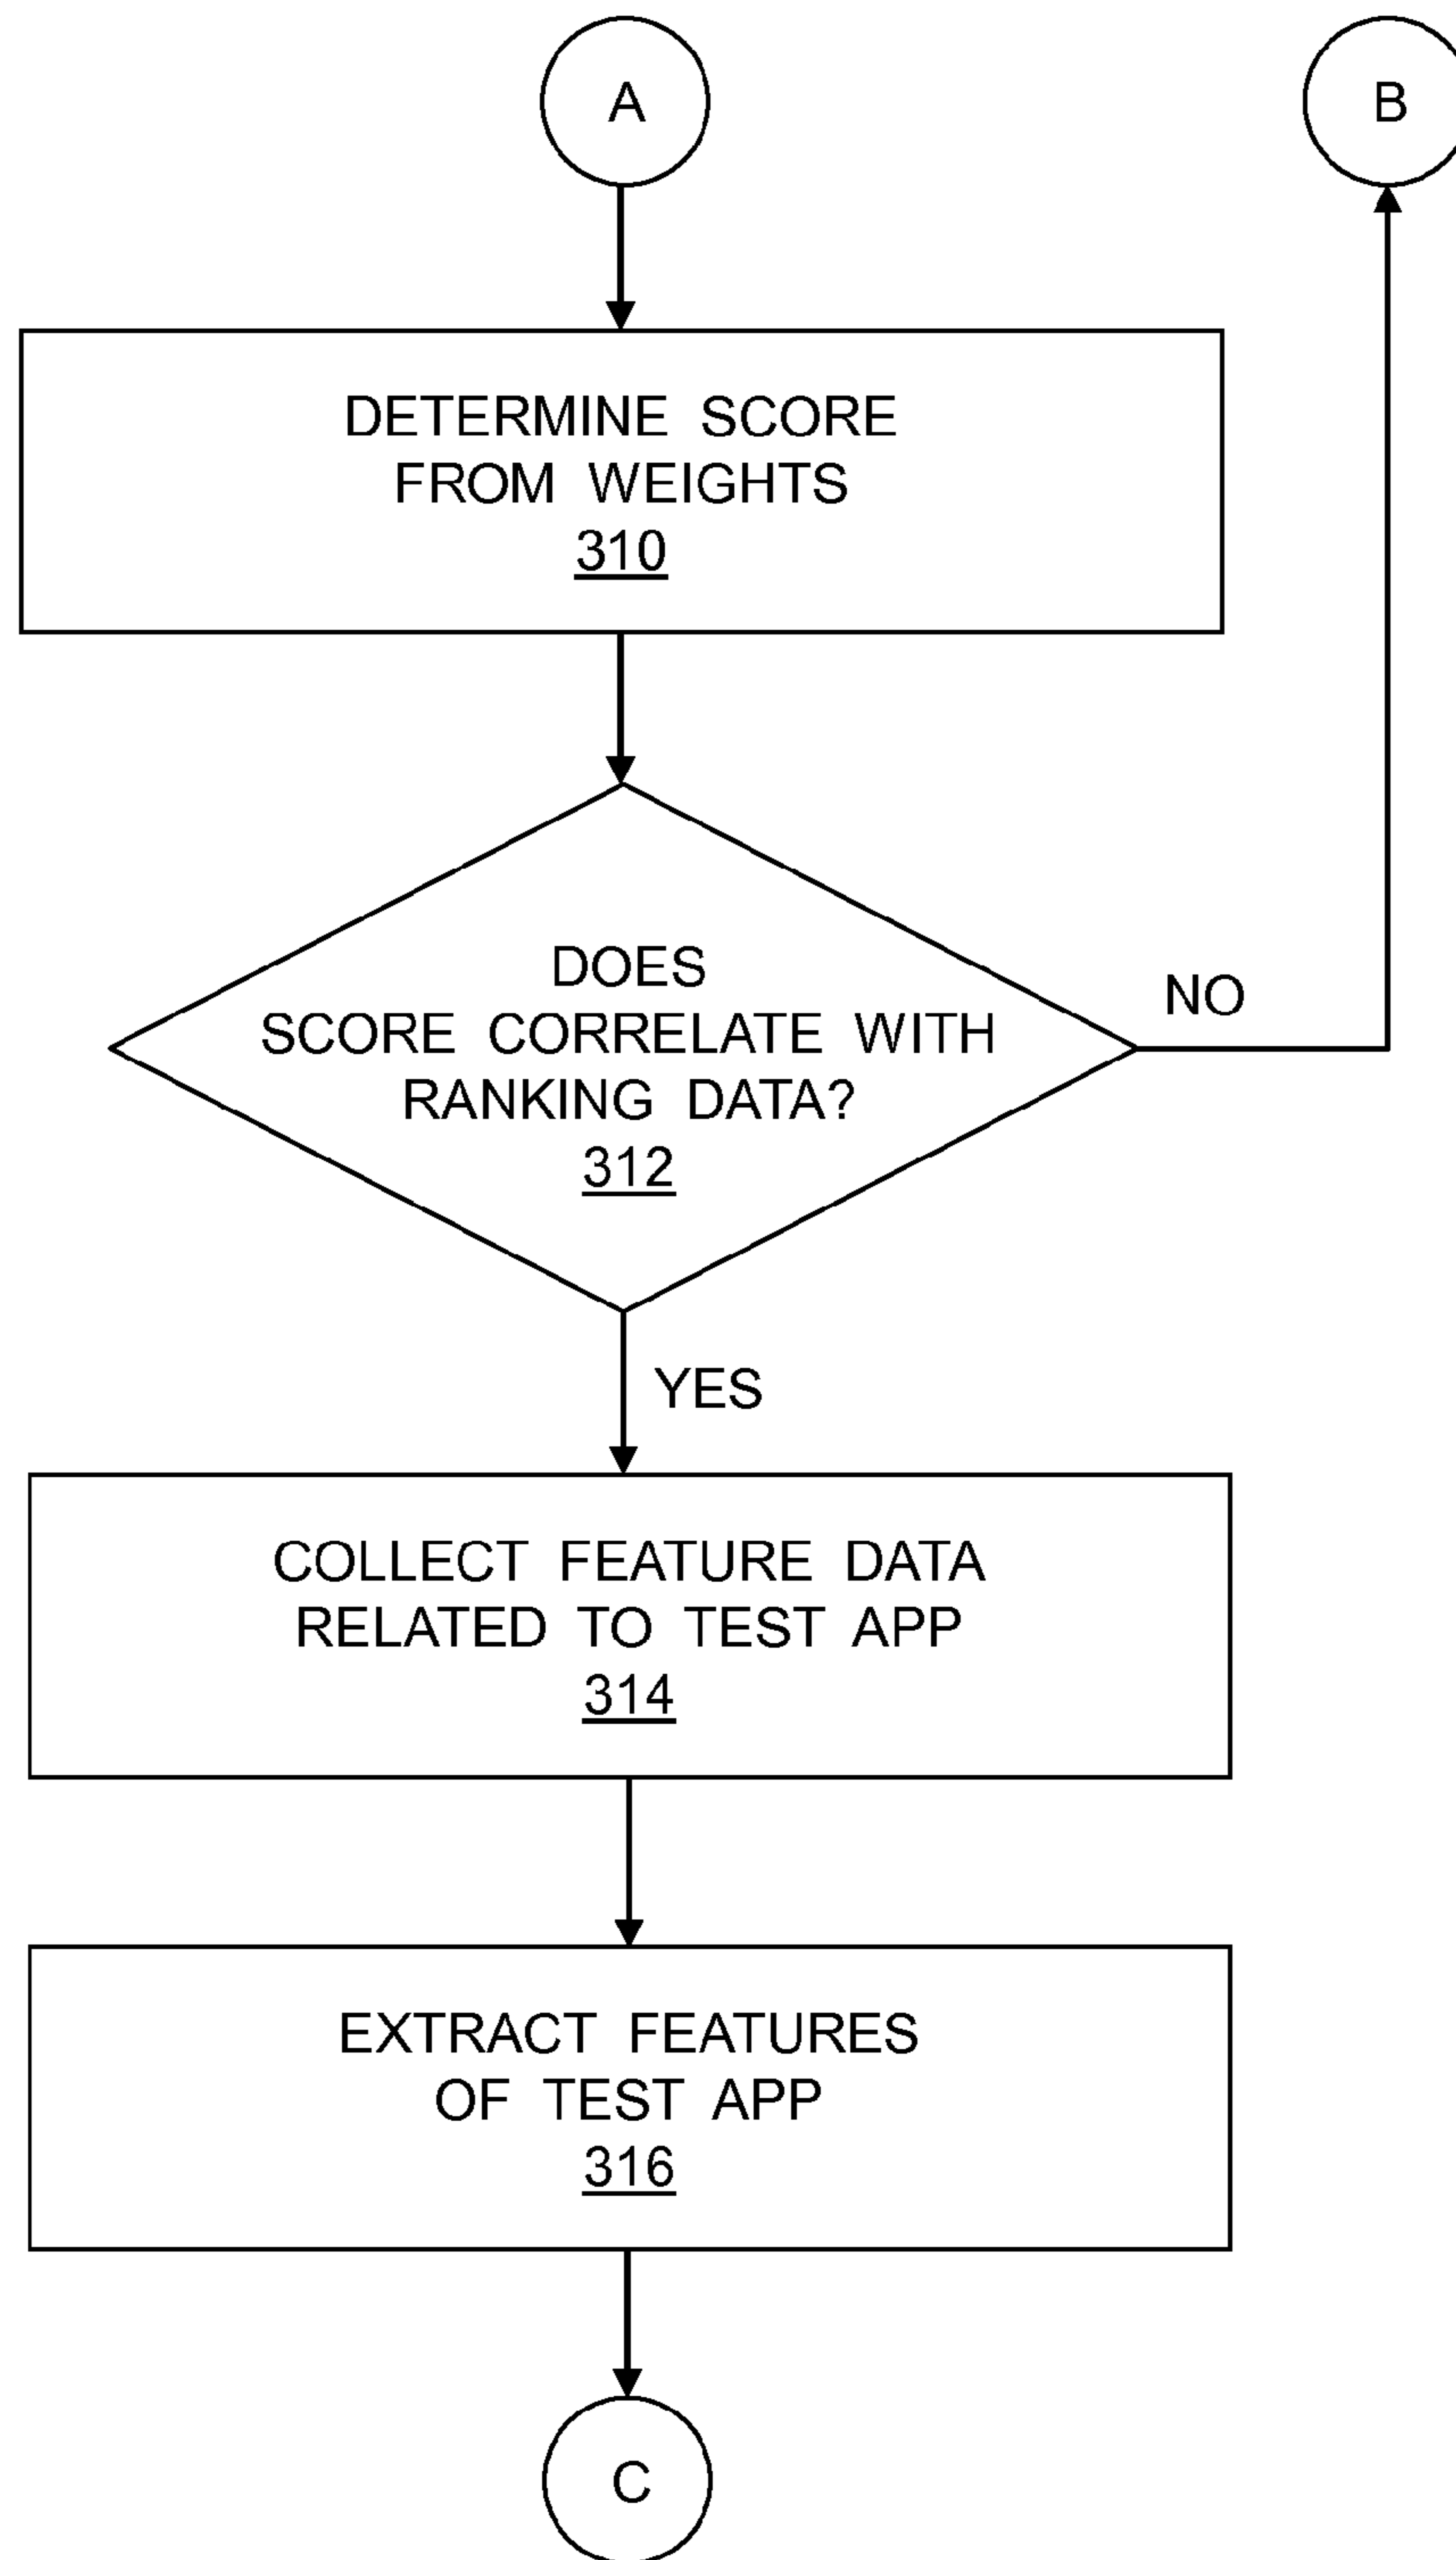 A
B
DETERMINE SCORE
FROM WEIGHTS
310
DOES
SCORE CORRELATE WITH
RANKING DATA?
312
NO
YES
COLLECT FEATURE DATA
RELATED TO TEST APP
314
EXTRACT FEATURES
OF TEST APP
316
C